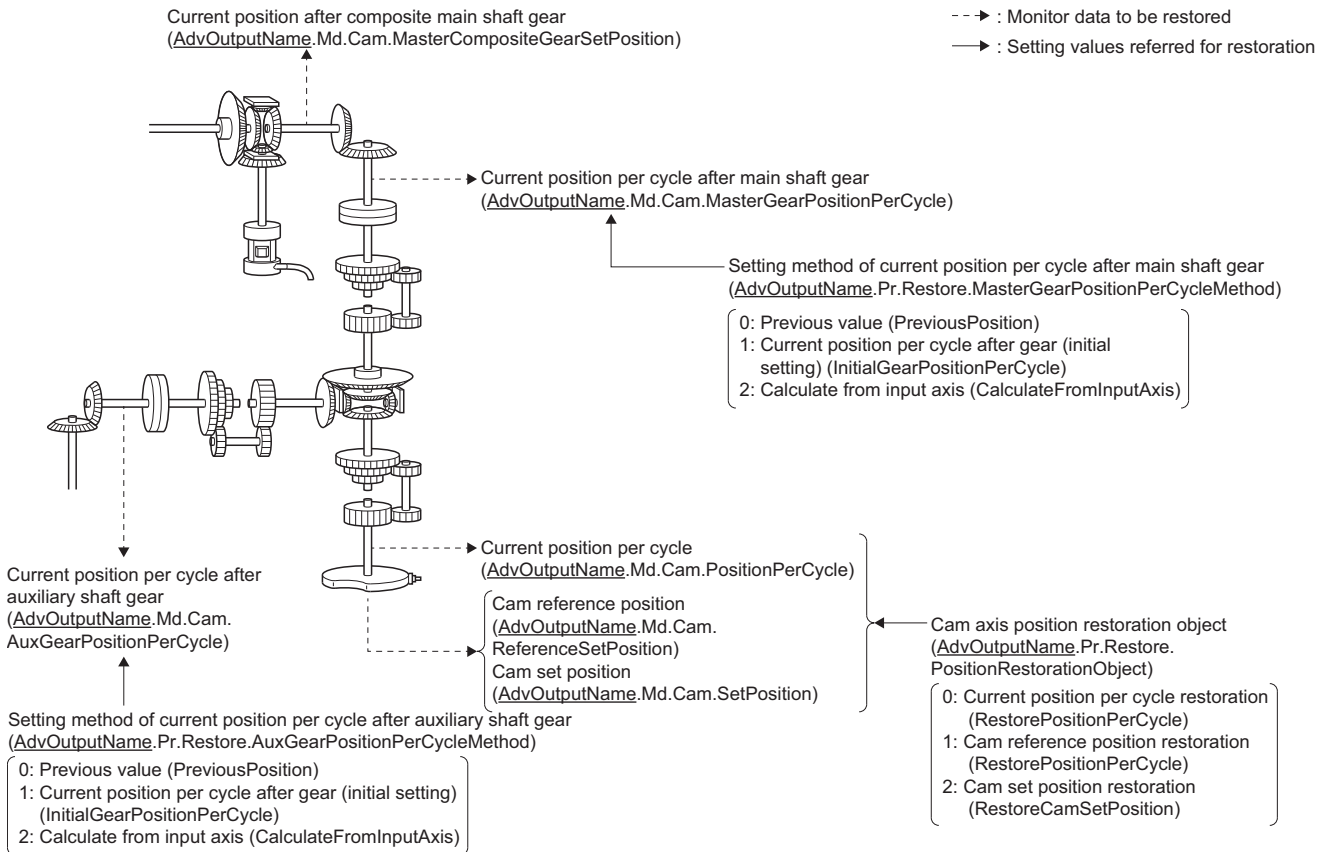 Current position after composite main shaft gear
(AdvOutputName.Md.Cam.MasterCompositeGearSetPosition)
: Monitor data to be restored
: Setting values referred for restoration
Current position per cycle after main shaft gear
(AdvOutputName.Md.Cam.MasterGearPositionPerCycle)
Setting method of current position per cycle after main shaft gear
(AdvOutputName.Pr.Restore.MasterGearPositionPerCycleMethod)
0: Previous value (PreviousPosition)
1: Current position per cycle after gear (initial
setting) (InitialGearPositionPerCycle)
2: Calculate from input axis (CalculateFromInputAxis)
Current position per cycle
(AdvOutputName.Md.Cam.PositionPerCycle)
Cam reference position
(AdvOutputName.Md.Cam.
ReferenceSetPosition)
Cam set position
(AdvOutputName.Md.Cam.SetPosition)
Cam axis position restoration object
(AdvOutputName.Pr.Restore.
PositionRestorationObject)
0: Current position per cycle restoration
(RestorePositionPerCycle)
1: Cam reference position restoration
(RestorePositionPerCycle)
2: Cam set position restoration
(RestoreCamSetPosition)
Current position per cycle after
auxiliary shaft gear
(AdvOutputName.Md.Cam.
AuxGearPositionPerCycle)
Setting method of current position per cycle after auxiliary shaft gear
(AdvOutputName.Pr.Restore.AuxGearPositionPerCycleMethod)
0: Previous value (PreviousPosition)
1: Current position per cycle after gear (initial setting)
(InitialGearPositionPerCycle)
2: Calculate from input axis (CalculateFromInputAxis)